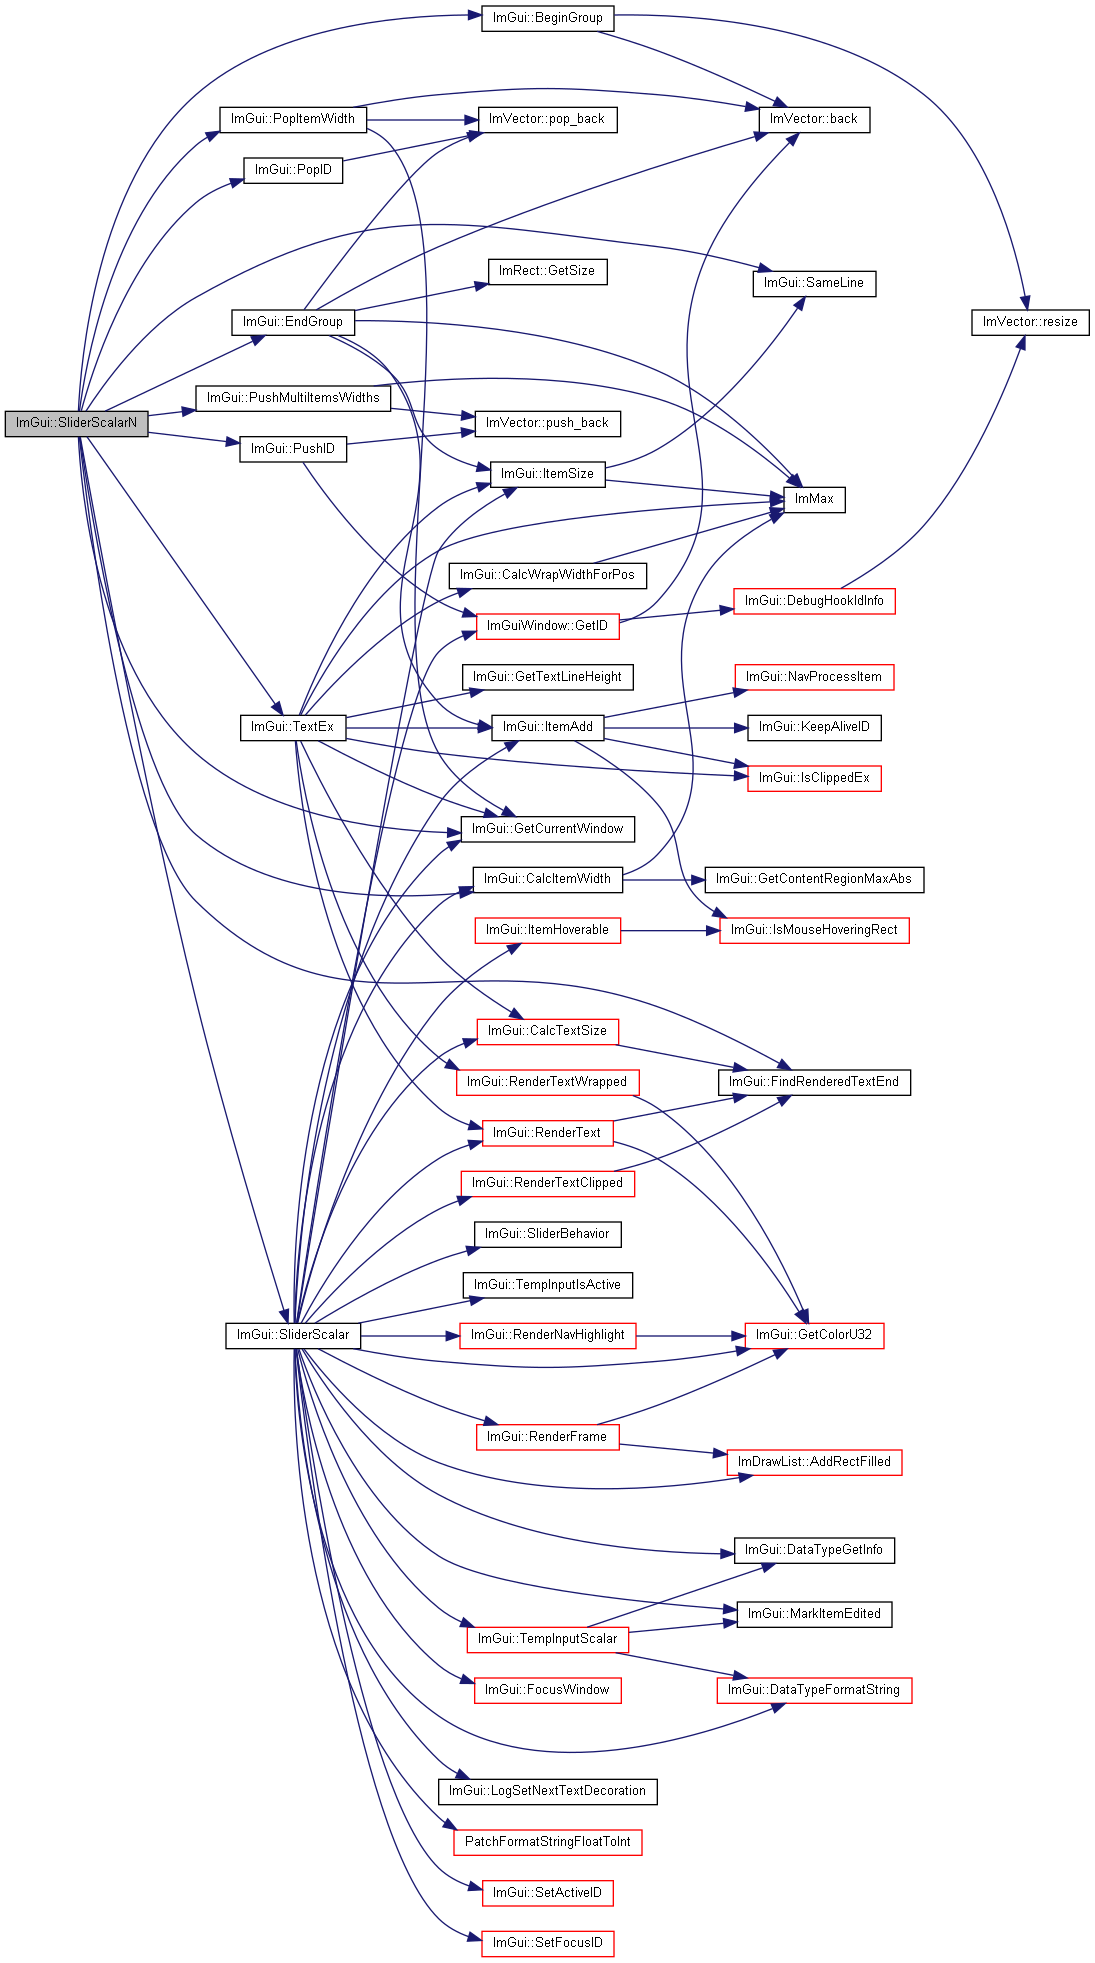 ImGui::BeginGroup
ImGui::PopItemWidth
ImVector::pop_back
ImVector::back
ImGui::PopID
ImRect::GetSize
ImGui::SameLine
ImGui::EndGroup
ImVector::resize
ImGui::PushMultiItemsWidths
ImGui::SliderScalarN
ImVector::push_back
ImGui::PushID
ImGui::ItemSize
ImMax
ImGui::CalcWrapWidthForPos
ImGui::DebugHookIdInfo
ImGuiWindow::GetID
ImGui::GetTextLineHeight
ImGui::NavProcessItem
ImGui::TextEx
ImGui::ItemAdd
ImGui::KeepAliveID
ImGui::IsClippedEx
ImGui::GetCurrentWindow
ImGui::CalcItemWidth
ImGui::GetContentRegionMaxAbs
ImGui::ItemHoverable
ImGui::IsMouseHoveringRect
ImGui::CalcTextSize
ImGui::RenderTextWrapped
ImGui::FindRenderedTextEnd
ImGui::RenderText
ImGui::RenderTextClipped
ImGui::SliderBehavior
ImGui::TempInputIsActive
ImGui::SliderScalar
ImGui::RenderNavHighlight
ImGui::GetColorU32
ImGui::RenderFrame
ImDrawList::AddRectFilled
ImGui::DataTypeGetInfo
ImGui::MarkItemEdited
ImGui::TempInputScalar
ImGui::FocusWindow
ImGui::DataTypeFormatString
ImGui::LogSetNextTextDecoration
PatchFormatStringFloatToInt
ImGui::SetActiveID
ImGui::SetFocusID